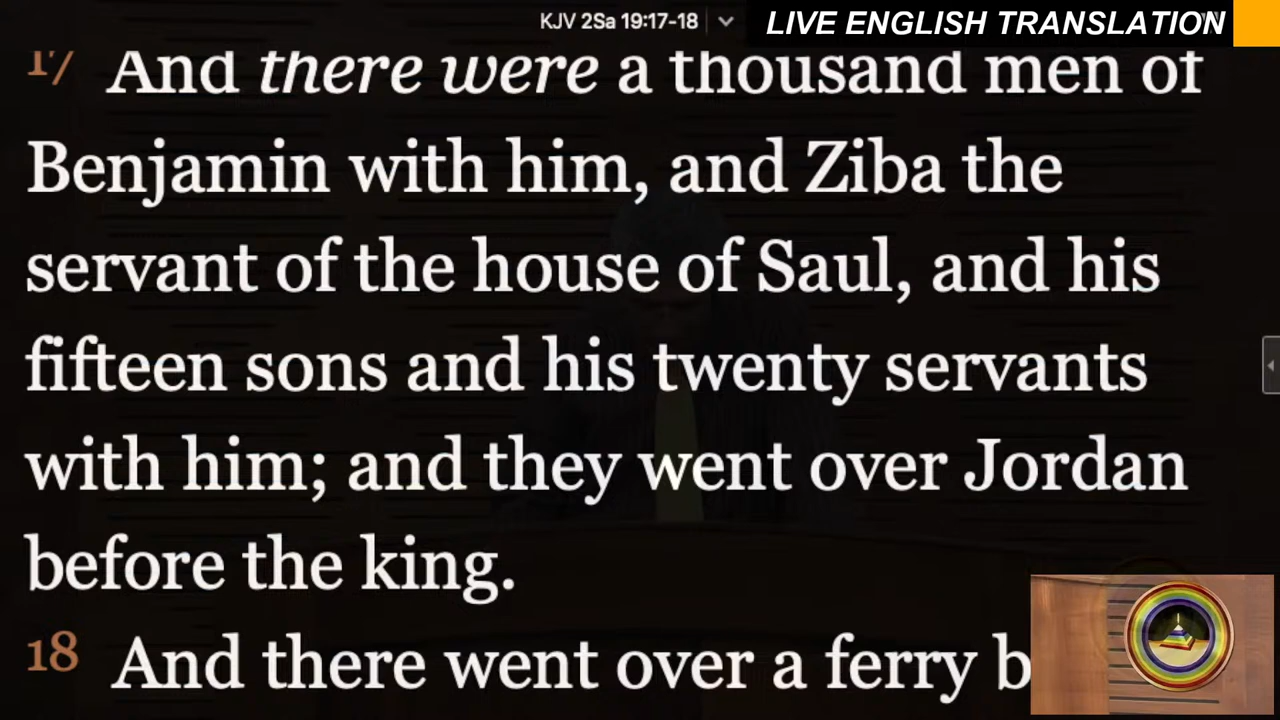 KJV 2Sa 19:17-18
LIVE ENGLISH TRANSLATION
17 And there were a thousand men of
Benjamin with him, and Ziba the
servant of the house of Saul, and his
fifteen sons and his twenty servants
with him; and they went over Jordan
before the king.
18 And there went over a ferry b